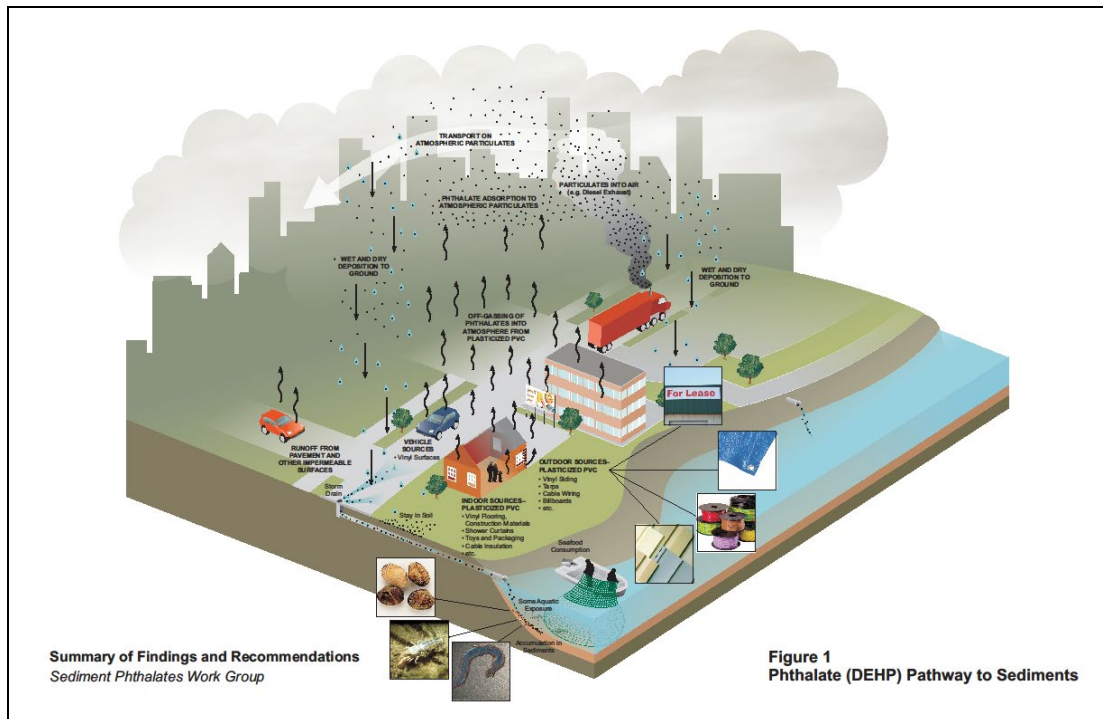 TRANSPORT ON
ATMOSPHERIC PARTICULATES
PARTICULATES INTO AIR
(e.g. Diesel Exhaust)
PHTHALATE ADSORPTION TO
ATMOSPHERIC PARTICULATES
WET AND DRY
DEPOSITION TO
GROUND
WET AND DRY
DEPOSITION TO
GROUND
OFF-GASSING OF
PHTHALATES INTO
ATMOSPHERE FROM
PLASTICIZED PVC
For Lease
RUNOFF FROM
PAVEMENT AND
OTHER IMPERMEABLE
SURFACES
VEHICLE
SOURCES
• Vinyl Surfaces
Storm
Drain
Stay in Soil
INDOOR SOURCES–
PLASTICIZED PVC
• Vinyl Flooring,
Construction Materials
• Shower Curtains
• Toys and Packaging
• Cable Insulation
• etc.
OUTDOOR SOURCES–
PLASTICIZED PVC
• Vinyl Siding
• Tarps
• Cable Wiring
• Billboards
• etc.
Seafood
Consumption
Some Aquatic
Exposure
Accumulation in
Sediments
Summary of Findings and Recommendations
Sediment Phthalates Work Group
Figure 1
Phthalate (DEHP) Pathway to Sediments